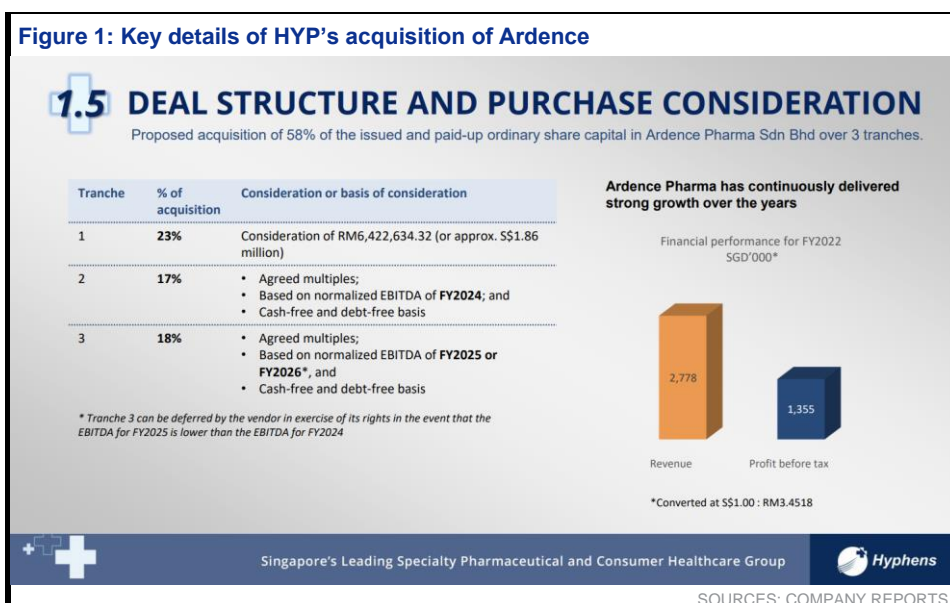 Figure 1: Key details of HYP's acquisition of Ardence
1.5 DEAL STRUCTURE AND PURCHASE CONSIDERATION
Proposed acquisition of 58% of the issued and paid-up ordinary share capital in Ardence Pharma Sdn Bhd over 3 tranches.
Tranche % of Consideration or basis of consideration
acquisition
1 23% Consideration of RM6,422,634.32 (or approx. S$1.86
million)
2 17% • Agreed multiples;
• Based on normalized EBITDA of FY2024; and
• Cash-free and debt-free basis
3 18% • Agreed multiples;
• Based on normalized EBITDA of FY2025 or
FY2026*, and
• Cash-free and debt-free basis
* Tranche 3 can be deferred by the vendor in exercise of its rights in the event that the
EBITDA for FY2025 is lower than the EBITDA for FY2024
Ardence Pharma has continuously delivered
strong growth over the years
Financial performance for FY2022
SGD'000*
2,778
1,355
Revenue Profit before tax
*Converted at S$1.00 : RM3.4518
Singapore's Leading Specialty Pharmaceutical and Consumer Healthcare Group
Hyphens
SOURCES: COMPANY REPORTS